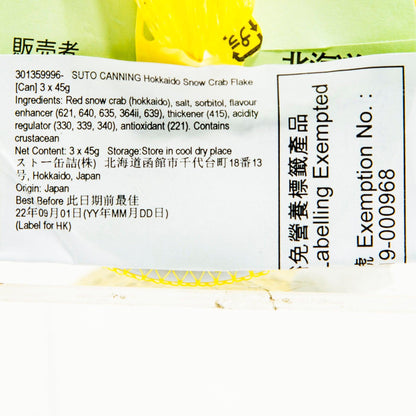 販売者
301359996-   SUTO CANNING Hokkaido Snow Crab Flake
[Can] 3 x 45g
Ingredients: Red snow crab (hokkaido), salt, sorbitol, flavour
enhancer (621, 640, 635, 364ii, 639), thickener (415), acidity
regulator (330, 339, 340), antioxidant (221). Contains
crustacean
Net Content: 3 x 45g   Storage:Store in cool dry place
ストー缶詰(株)  北海道函館市千代台町18番13
号, Hokkaido, Japan
Origin: Japan
Best Before 此日期前最佳
22年09月01日(YY年MM月DD日)
(Label for HK)
免營養標籤產品
Labelling Exempted
號 Exemption No. :
9-000968